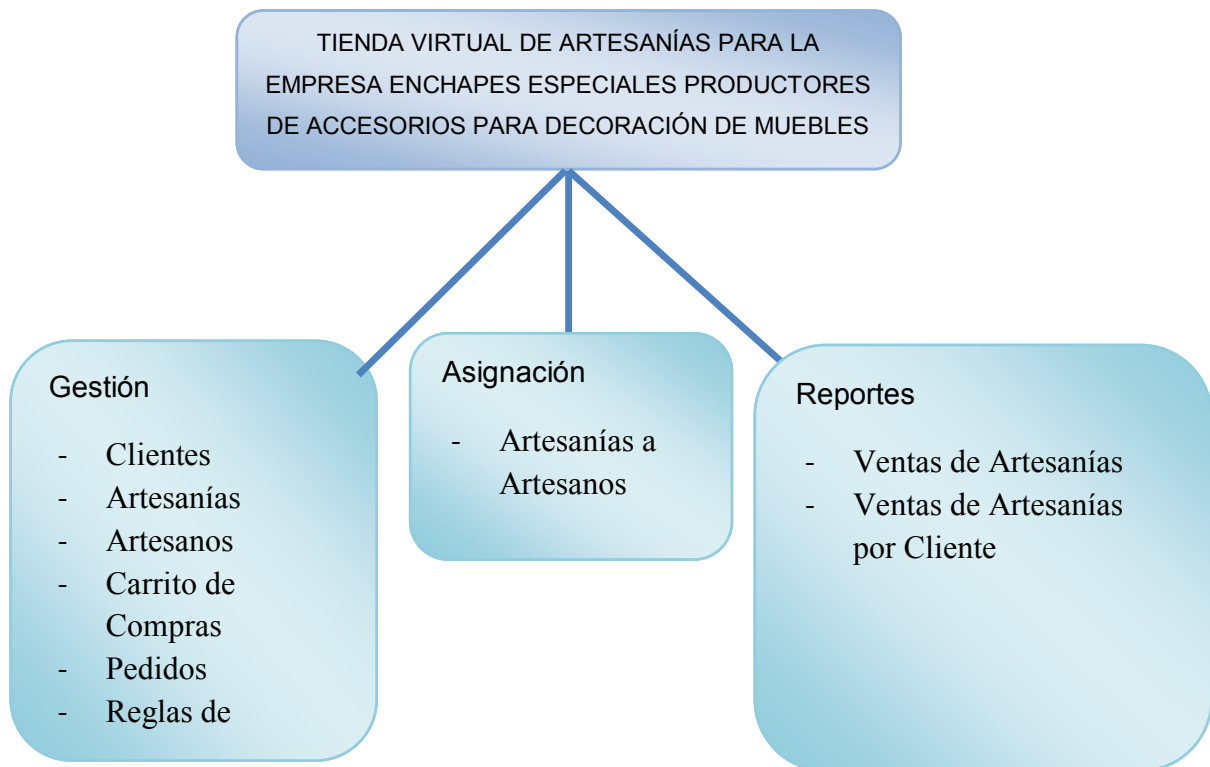 TIENDA VIRTUAL DE ARTESANÍAS PARA LA
EMPRESA ENCHAPES ESPECIALES PRODUCTORES
DE ACCESORIOS PARA DECORACIÓN DE MUEBLES
Gestión
- Clientes
- Artesanías
- Artesanos
- Carrito de
Compras
- Pedidos
- Reglas de
Asignación
- Artesanías a
Artesanos
Reportes
- Ventas de Artesanías
- Ventas de Artesanías
por Cliente